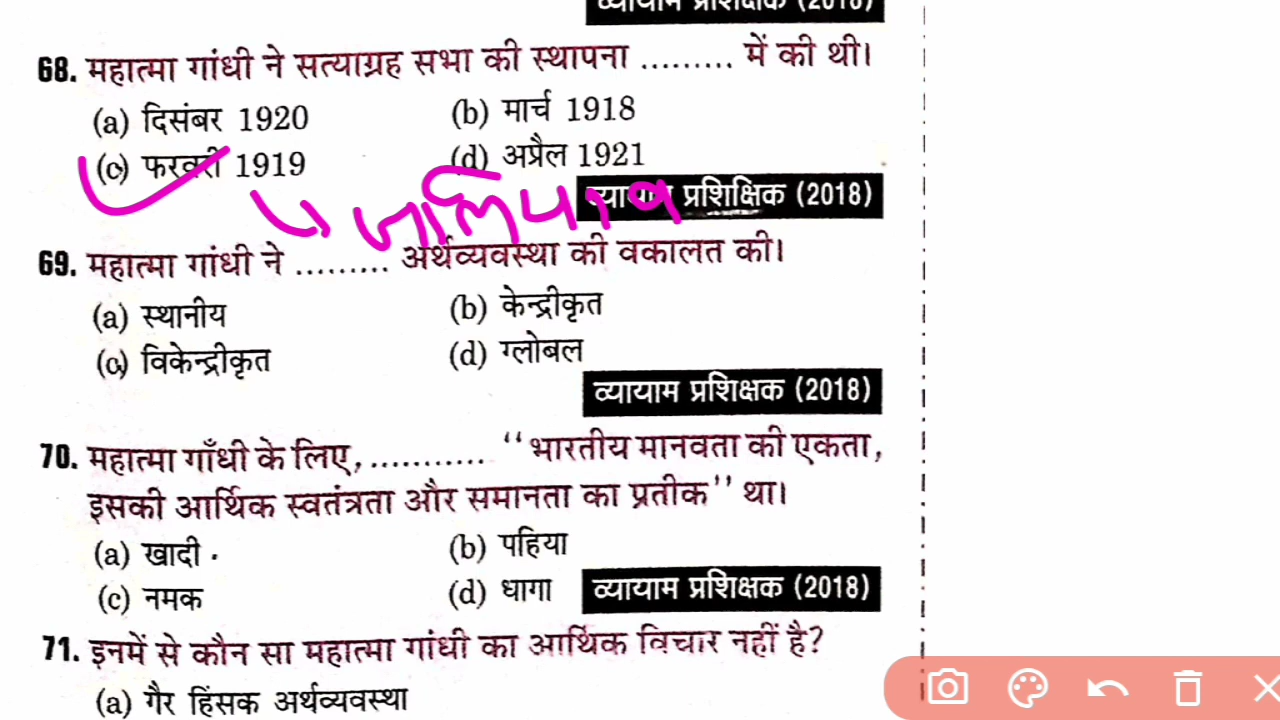 व्यायाम प्रशिक्षक (2018)
68. महात्मा गांधी ने सत्याग्रह सभा की स्थापना ......... में की थी।
(a) दिसंबर 1920 (b) मार्च 1918
(c) फरवरी 1919 (d) अप्रैल 1921
जालियाव
व्यायाम प्रशिक्षिक (2018)
69. महात्मा गांधी ने ......... अर्थव्यवस्था की वकालत की।
(a) स्थानीय (b) केन्द्रीकृत
(c) विकेन्द्रीकृत (d) ग्लोबल
व्यायाम प्रशिक्षक (2018)
70. महात्मा गाँधी के लिए, ............ “भारतीय मानवता की एकता,
इसकी आर्थिक स्वतंत्रता और समानता का प्रतीक” था।
(a) खादी (b) पहिया
(c) नमक (d) धागा व्यायाम प्रशिक्षक (2018)
71. इनमें से कौन सा महात्मा गांधी का आर्थिक विचार नहीं है?
(a) गैर हिंसक अर्थव्यवस्था